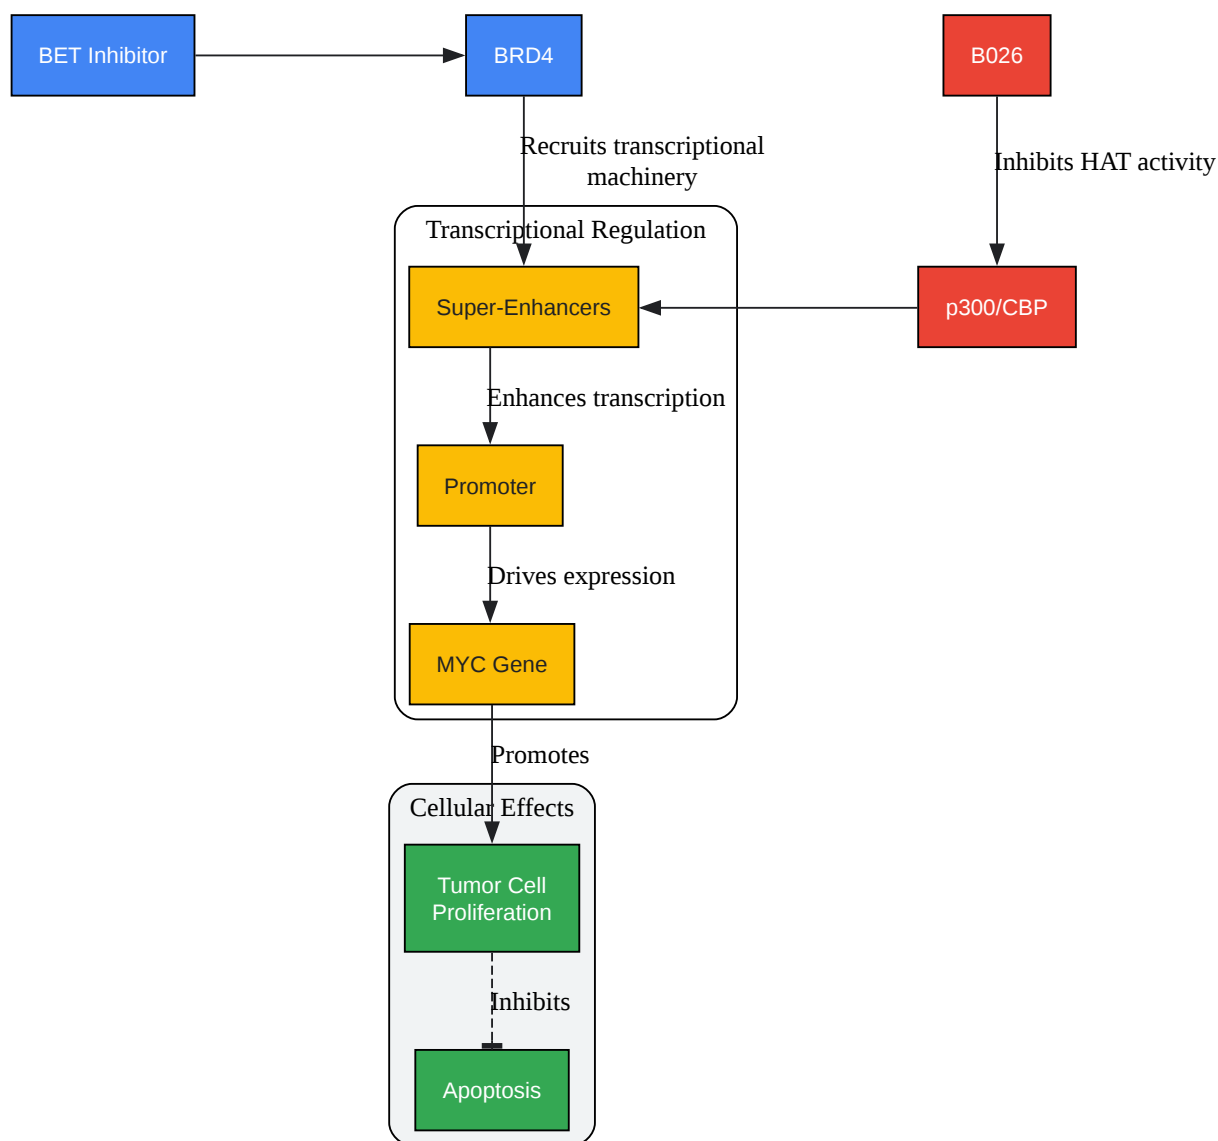 BET Inhibitor
BRD4
B026
Recruits transcriptional
machinery
Inhibits HAT activity
Transcriptional Regulation
Super-Enhancers
p300/CBP
Enhances transcription
Promoter
Drives expression
MYC Gene
Promotes
Cellular Effects
Tumor Cell
Proliferation
Inhibits
Apoptosis